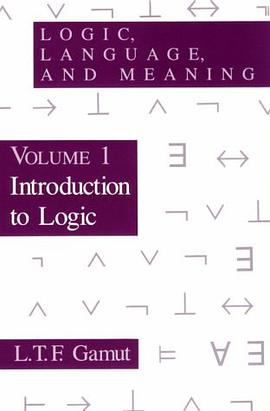 LOGIC,
LANGUAGE,
AND MEANING
VOLUME 1
Introduction
to Logic
L.T.F. Gamut